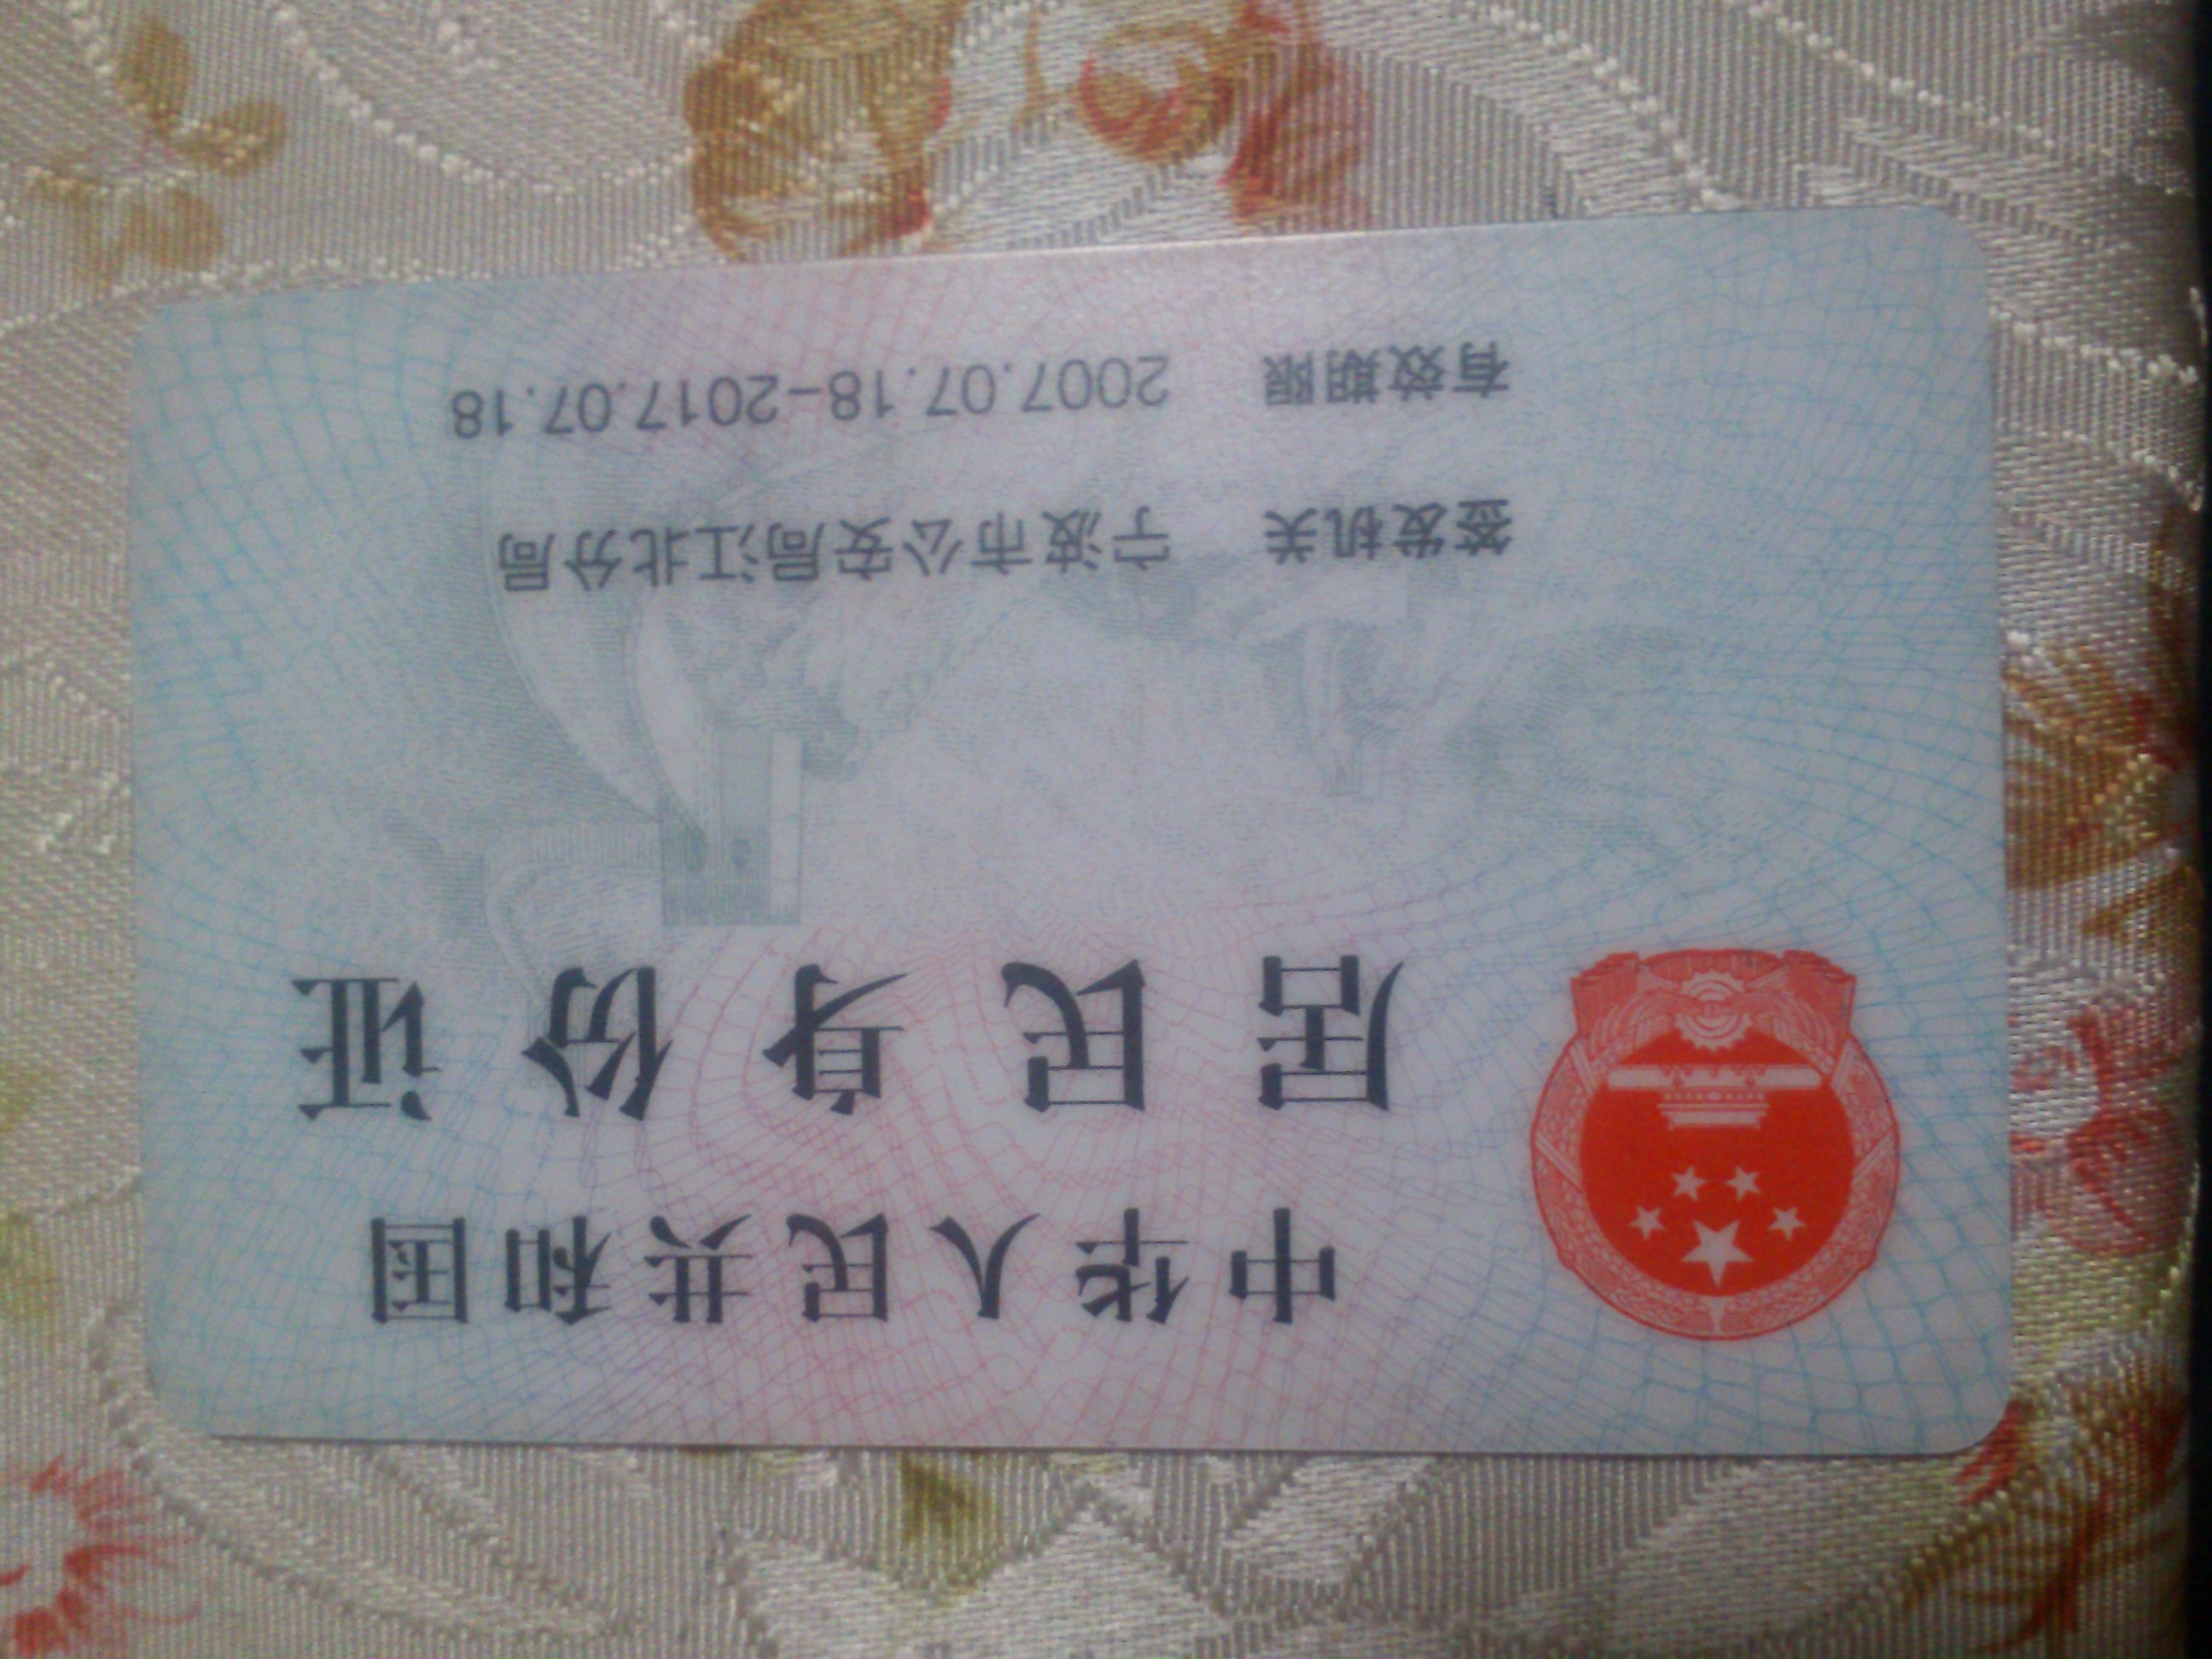 中华人民共和国
居民身份证
签发机关 宁波市公安局江北分局
有效期限 2007.07.18-2017.07.18